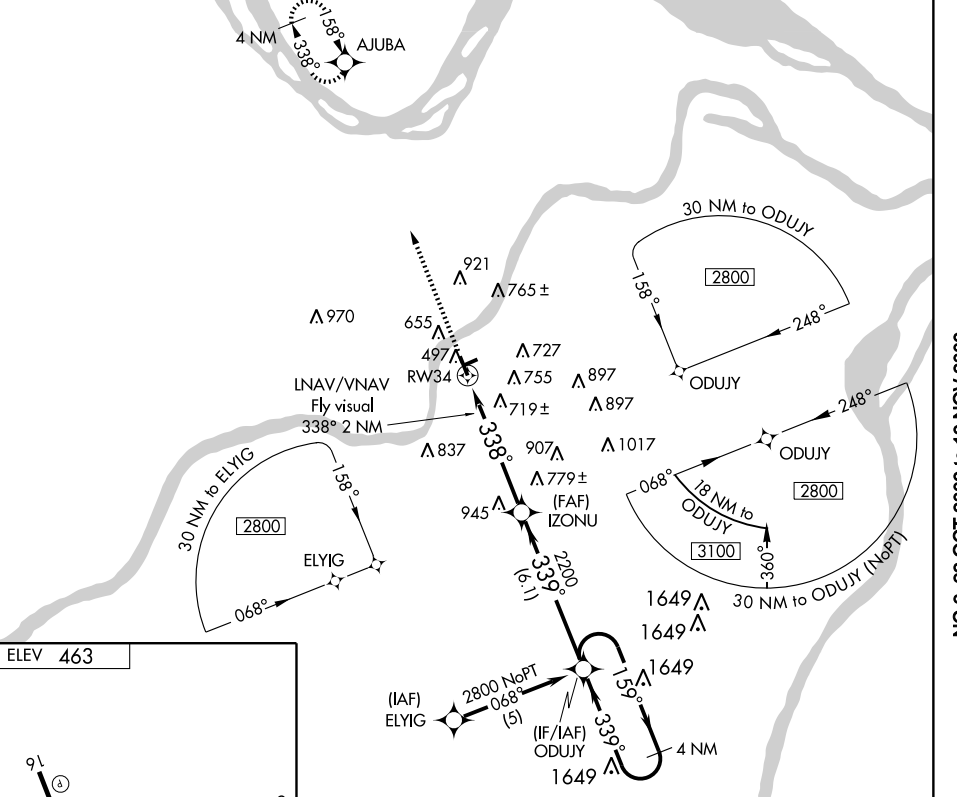 158°
4 NM
338°
AJUBA
30 NM to ODUJY
2800
158°
248°
ODUJY
921
765 ±
970
655
497
727
RW34
755
897
LNAV/VNAV
Fly visual
338° 2 NM
719 ±
897
338°
837
907
1017
779 ±
945
(FAF)
IZONU
248°
ODUJY
068°
18 NM to
ODUJY
2800
3100
360°
30 NM to ODUJY (NoPT)
30 NM to ELYIG
158°
2800
ELYIG
068°
2200
339°
(6.1)
1649
1649
1649
ELEV 463
2800 NoPT
068°
(5)
(IAF)
ELYIG
159°
(IF/IAF)
ODUJY
339°
4 NM
1649
16
P